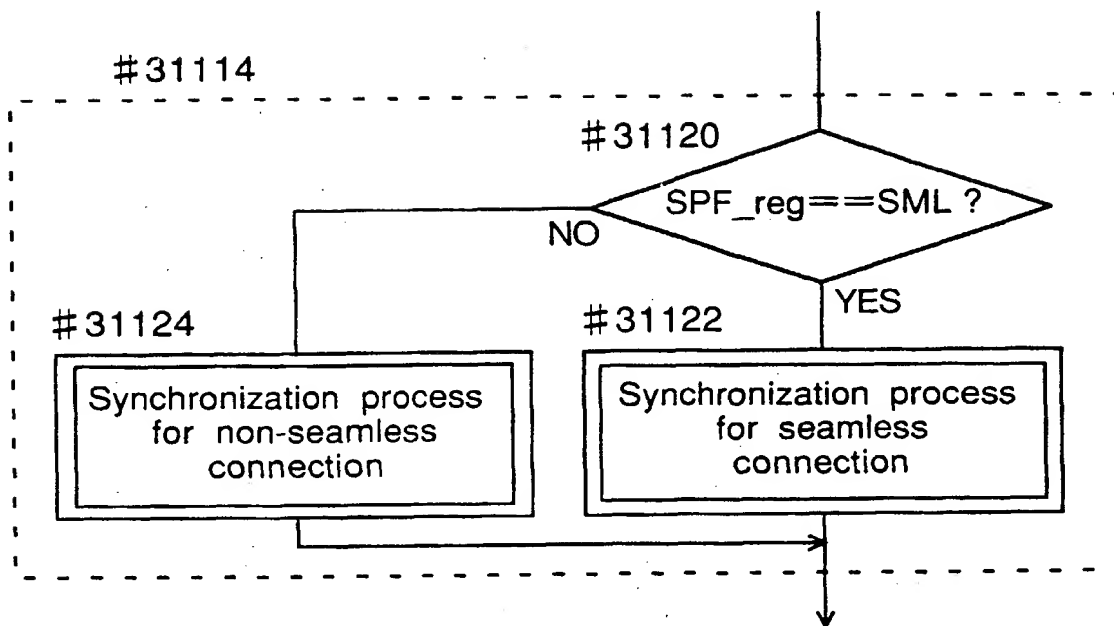 #31114
#31120
SPF_reg==SML ?
NO
YES
#31124
#31122
Synchronization process
for non-seamless
connection
Synchronization process
for seamless
connection